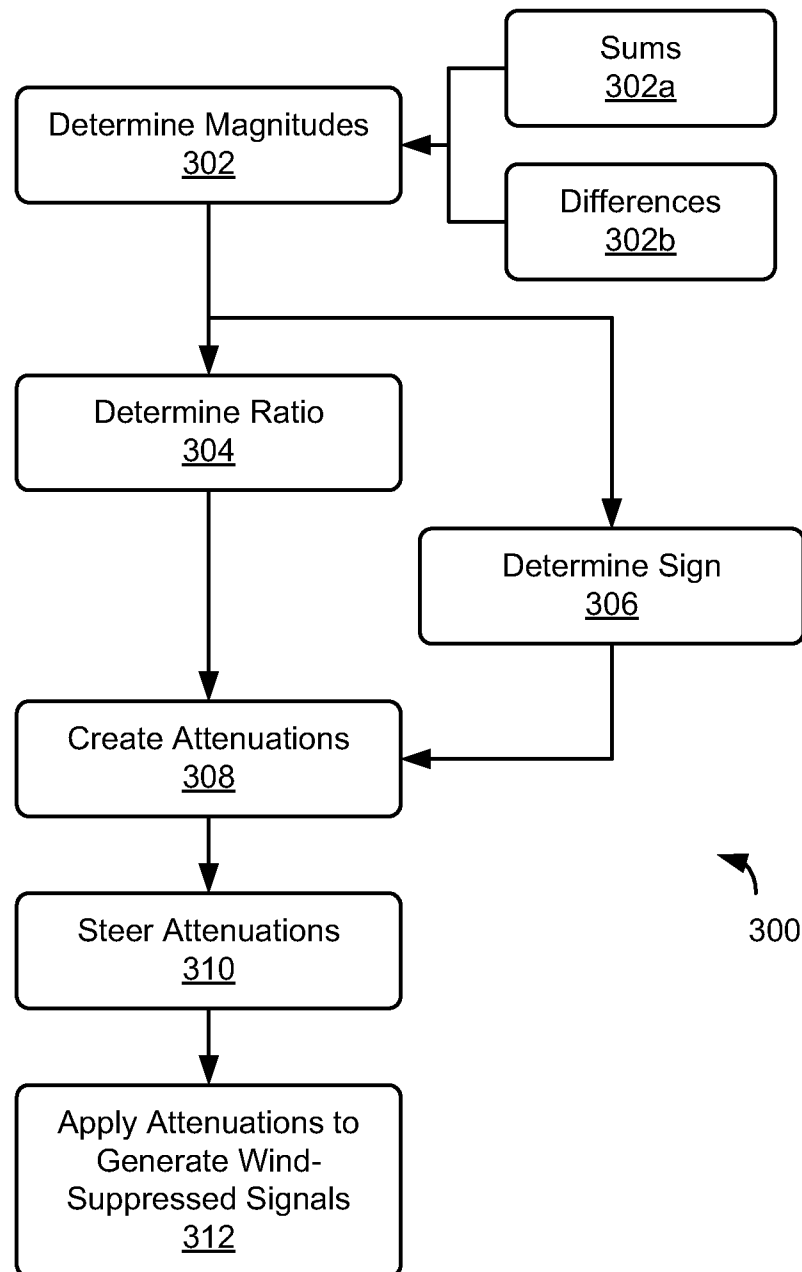 Sums
302a
Determine Magnitudes
302
Differences
302b
Determine Ratio
304
Determine Sign
306
Create Attenuations
308
Steer Attenuations
310
300
Apply Attenuations to
Generate Wind-
Suppressed Signals
312